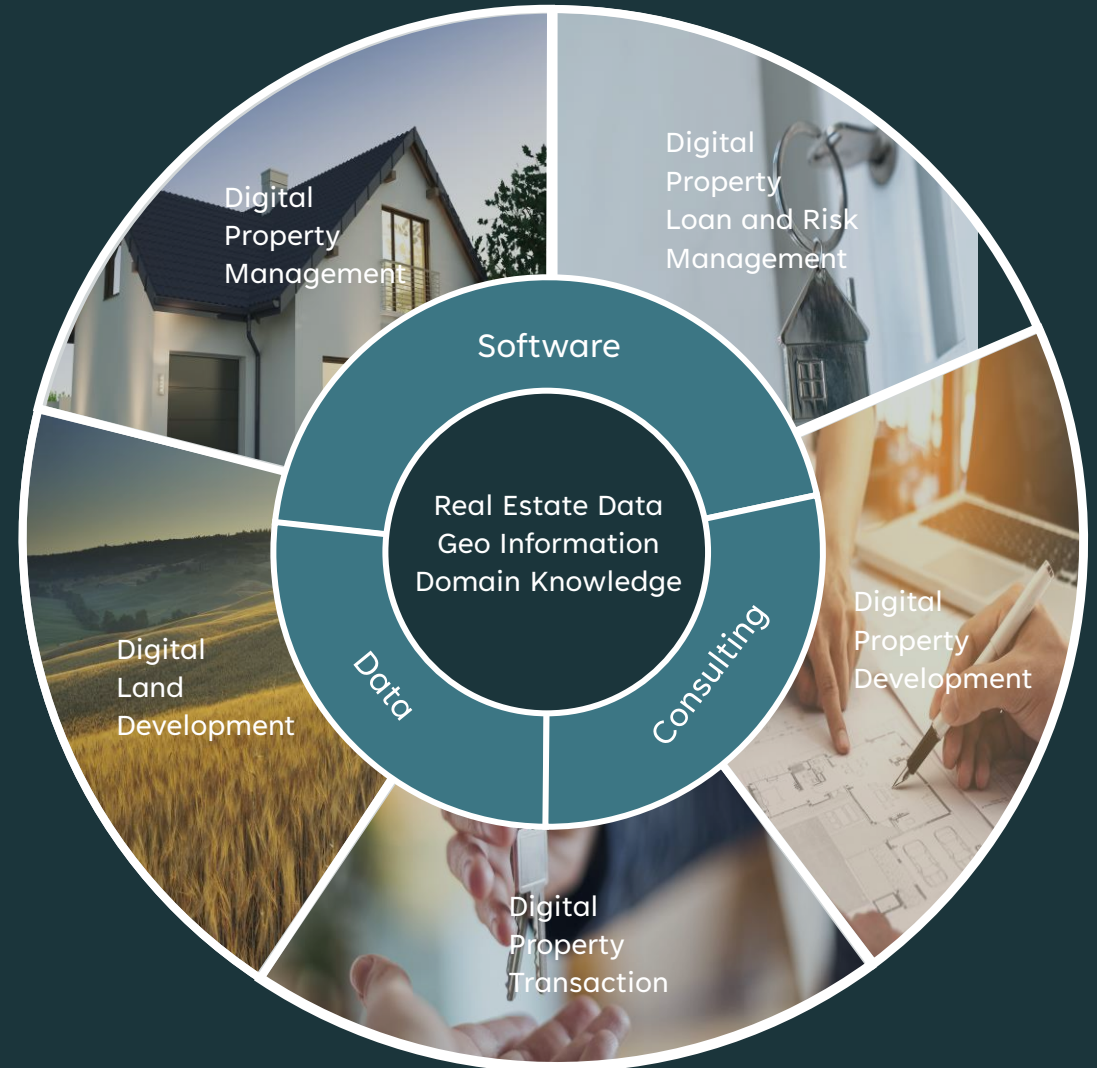 Digital
Property
Management
Digital
Property
Loan and Risk
Management
Software
Real Estate Data
Geo Information
Domain Knowledge
Digital
Property
Development
Digital
Land
Development
Data
Consulting
Digital
Property
Transaction